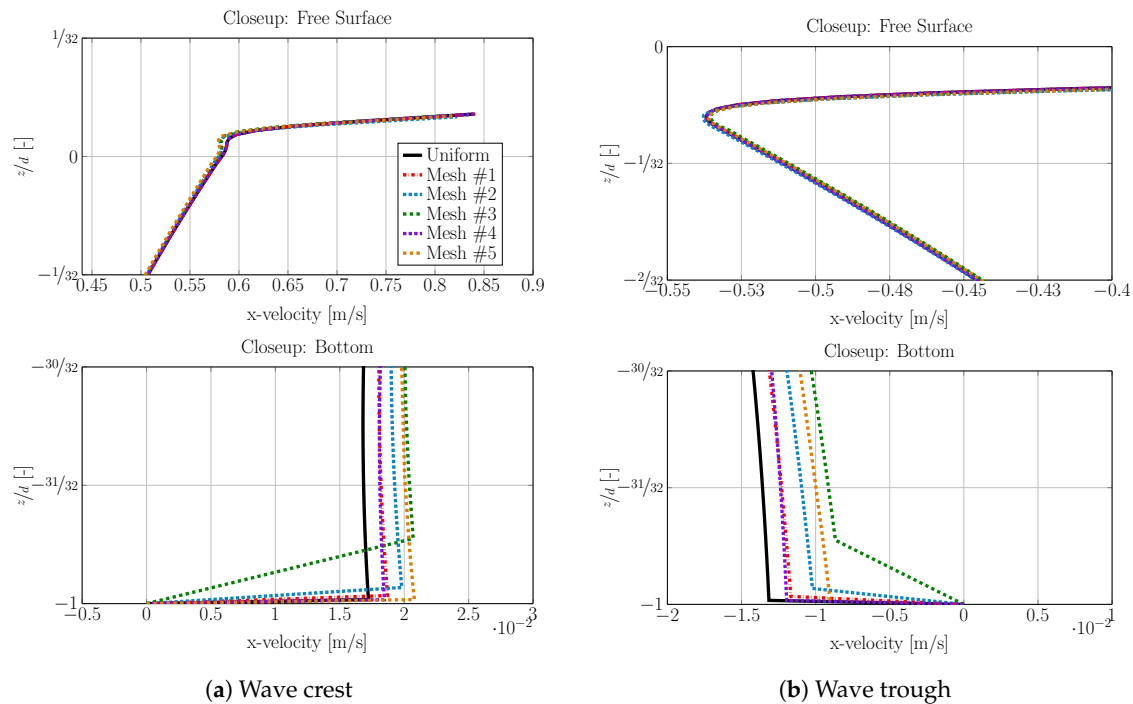 Closeup: Free Surface
1/32
0
−1/32
z/d [-]
0.45 0.5 0.55 0.6 0.65 0.7 0.75 0.8 0.85 0.9
x-velocity [m/s]
Uniform
Mesh #1
Mesh #2
Mesh #3
Mesh #4
Mesh #5
Closeup: Free Surface
0
−1/32
−2/32
z/d [-]
−0.55 −0.53 −0.5 −0.48 −0.45 −0.43 −0.4
x-velocity [m/s]
Closeup: Bottom
−30/32
−31/32
−1
z/d [-]
−0.5 0 0.5 1 1.5 2 2.5 3
·10−2
x-velocity [m/s]
Closeup: Bottom
−30/32
−31/32
−1
z/d [-]
−2 −1.5 −1 −0.5 0 0.5 1
·10−2
x-velocity [m/s]
(a) Wave crest
(b) Wave trough